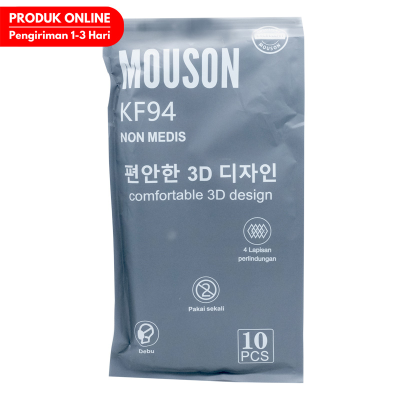 PRODUK ONLINE
Pengiriman 1-3 Hari
MOUSON
MOUSON
KF94
NON MEDIS
편안한 3D 디자인
comfortable 3D design
4 Lapisan
perlindungan
Pakai sekali
Debu
10
PCS